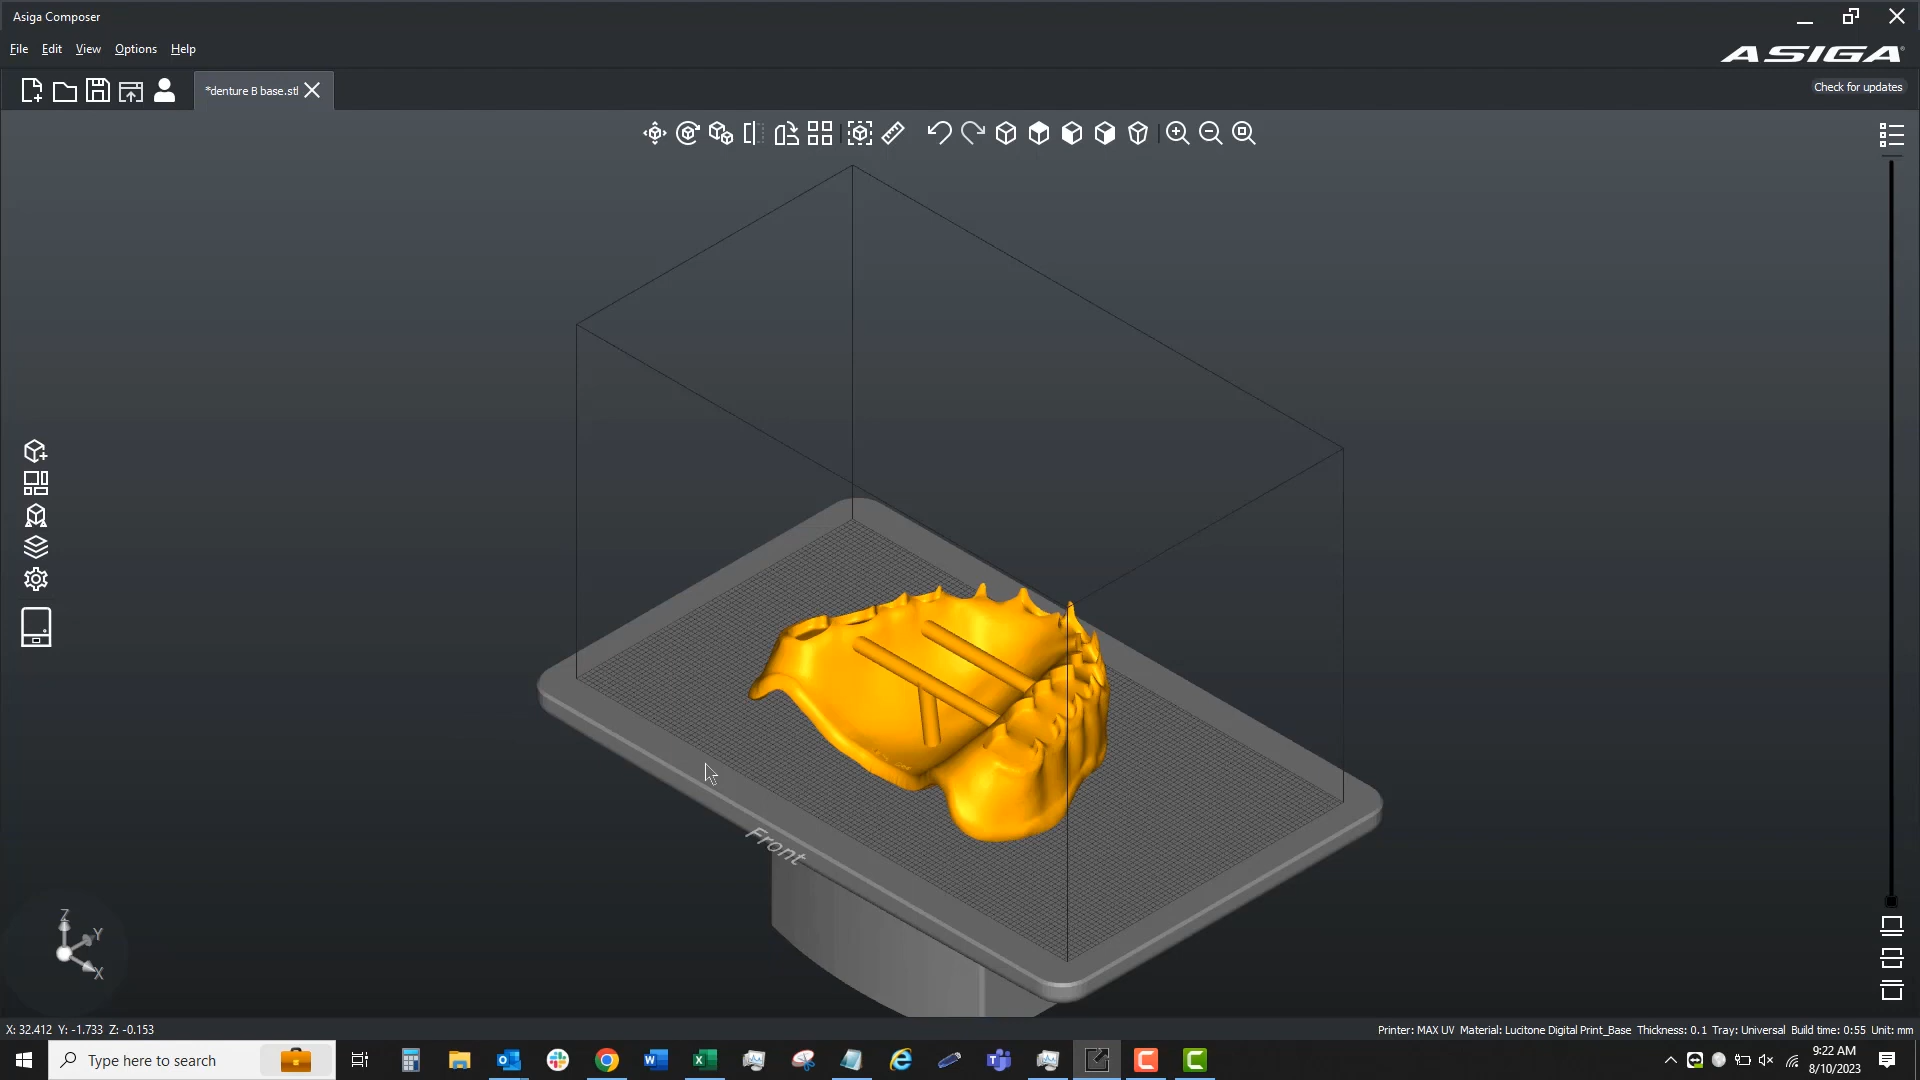 Asiga Composer
File Edit View Options Help
ASIGA
*denture B base.stl
Check for updates
Front
Z
Y
X
X: 32.412 Y: -1.733 Z: -0.153
Printer: MAX UV Material: Lucitone Digital Print_Base Thickness: 0.1 Tray: Universal Build time: 0:55 Unit: mm
Type here to search
9:22 AM
8/10/2023